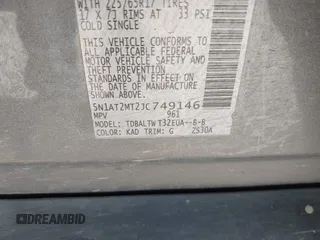 WITH 225/65R17 TIRES
17 X 7J RIMS AT 33 PSI
COLD SINGLE
THIS VEHICLE CONFORMS TO ALL APPLICABLE FEDERAL
MOTOR VEHICLE SAFETY AND
THEFT PREVENTION STANDARDS
IN EFFECT ON THE DATE OF
MANUFACTURE SHOWN ABOVE.
5N1AT2MT2JC749146
MPV 961
MODEL: TDBALTWT32EUA--B-B
COLOR: KAD TRIM: G ZS30A
DREAMBID